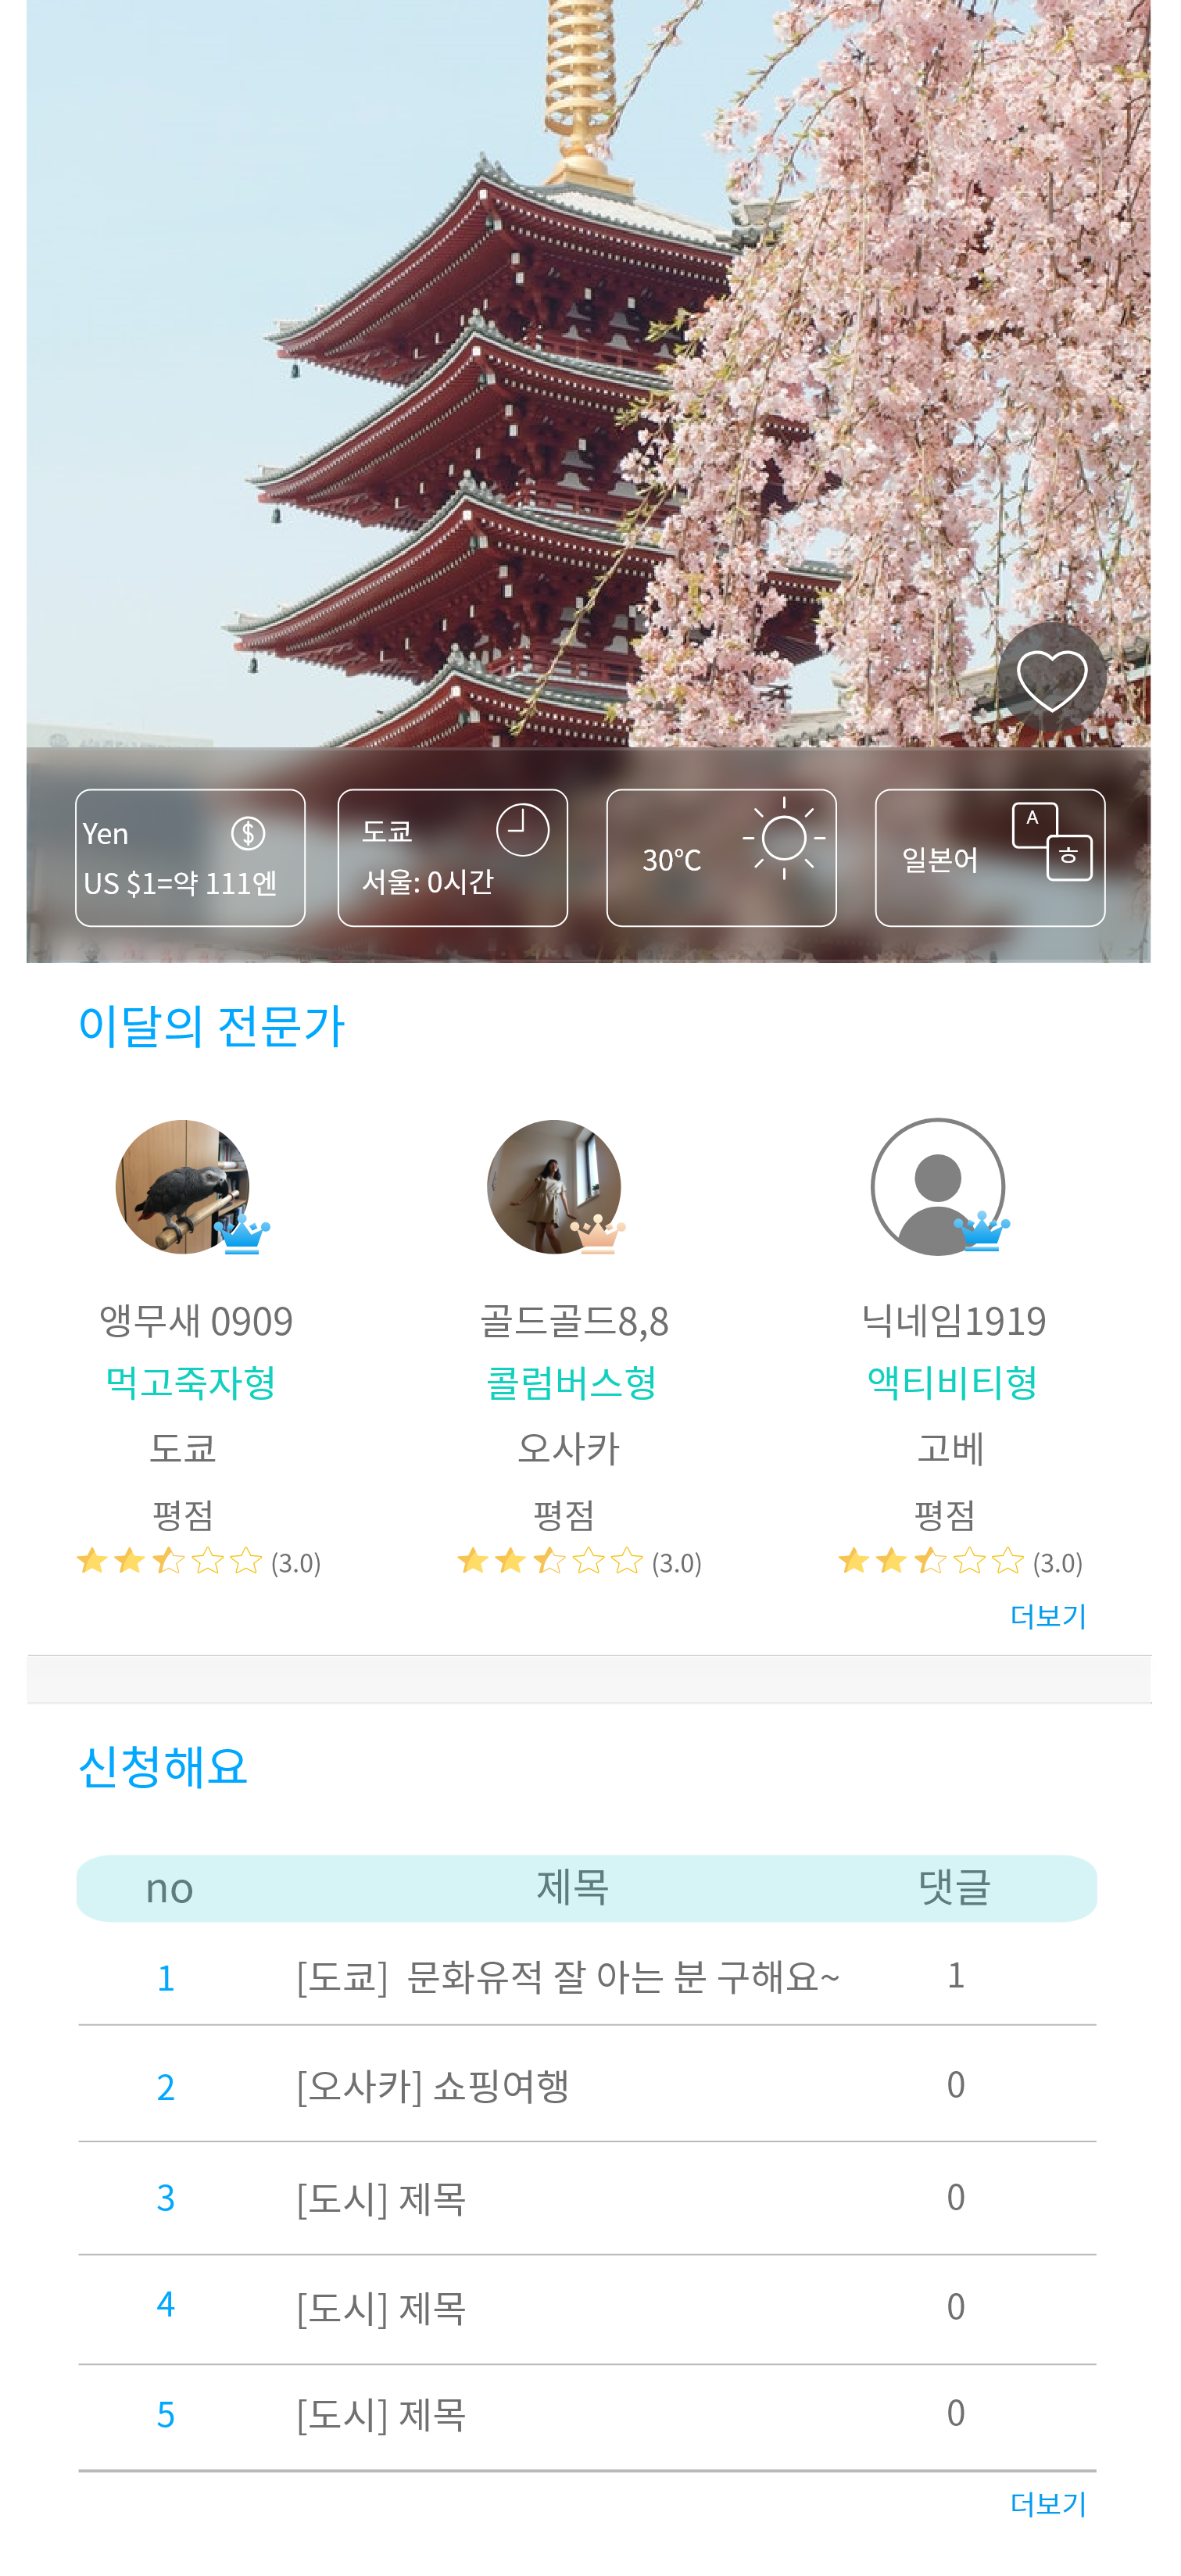 Yen
US $1=약 111엔
도쿄
서울: 0시간
30°C
일본어
A
ㅎ
이달의 전문가
앵무새 0909
먹고죽자형
도쿄
평점
(3.0)
골드골드8,8
콜럼버스형
오사카
평점
(3.0)
닉네임1919
액티비티형
고베
평점
(3.0)
더보기
신청해요
no 제목 댓글
1 [도쿄] 문화유적 잘 아는 분 구해요~ 1
2 [오사카] 쇼핑여행 0
3 [도시] 제목 0
4 [도시] 제목 0
5 [도시] 제목 0
더보기